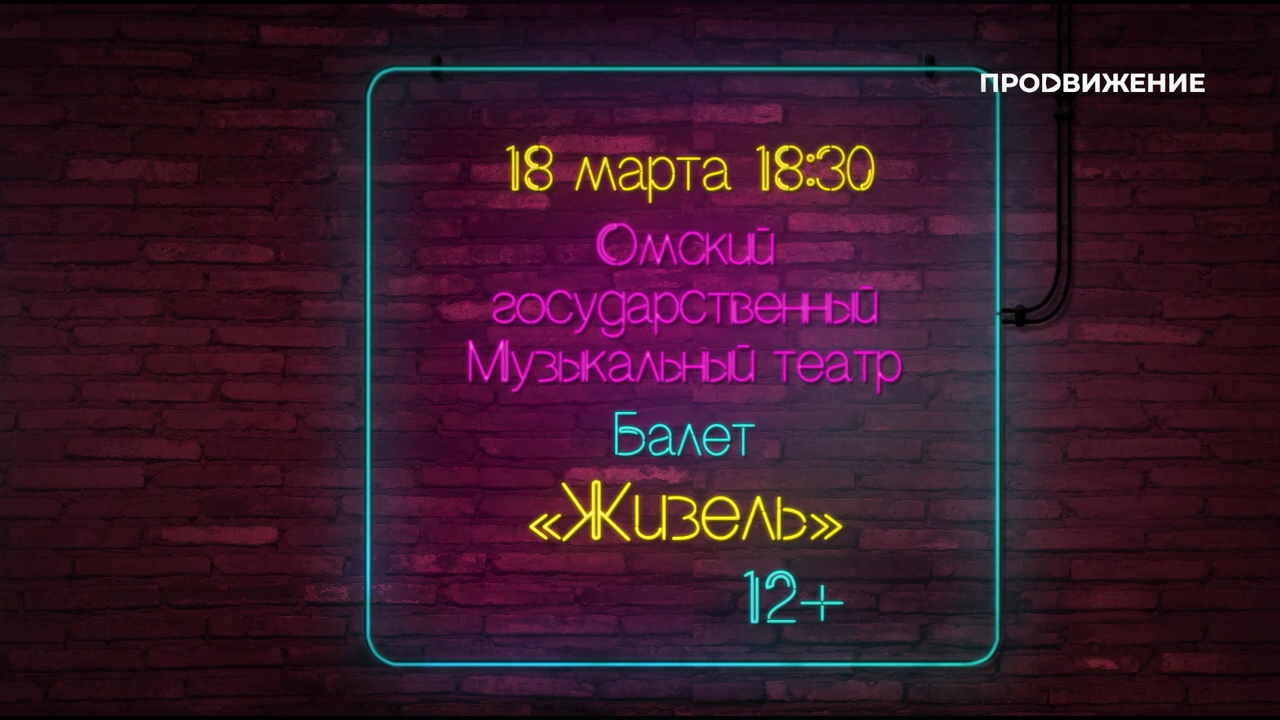 ПРОДВИЖЕНИЕ
18 марта 18:30
Омский
государственный
Музыкальный театр
Балет
«Жизель»
12+